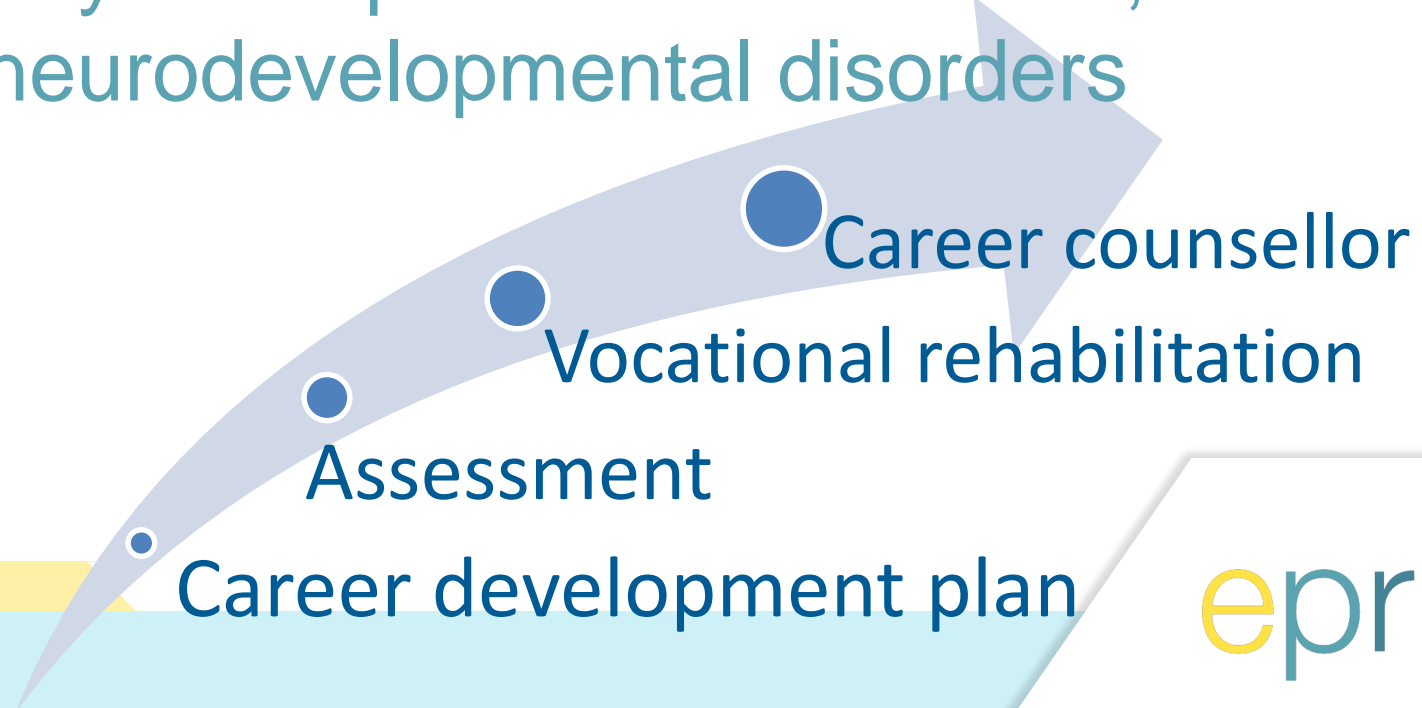 neurodevelopmental disorders
Career counsellor
Vocational rehabilitation
Assessment
Career development plan
epr